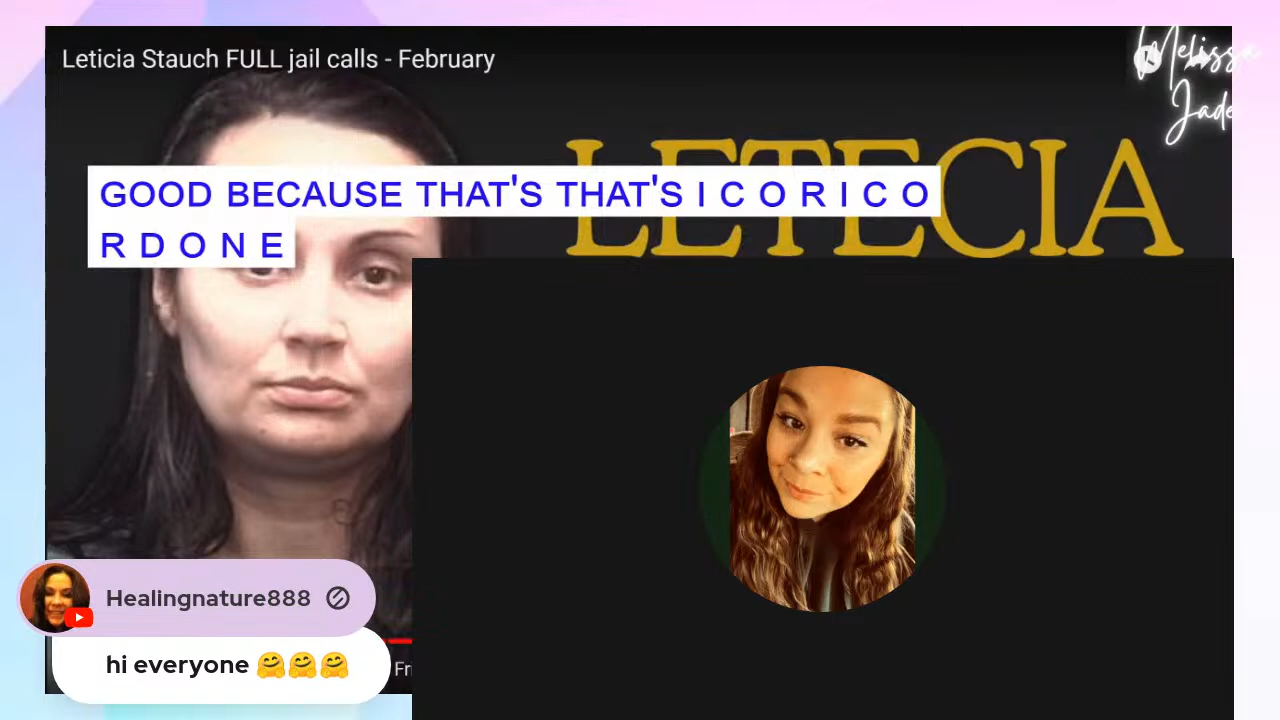 Leticia Stauch FULL jail calls - February
Melissa
Jade
LETECIA
GOOD BECAUSE THAT'S THAT'S I C O R I C O
R D O N E
Healingnature888
hi everyone 🤗🤗🤗